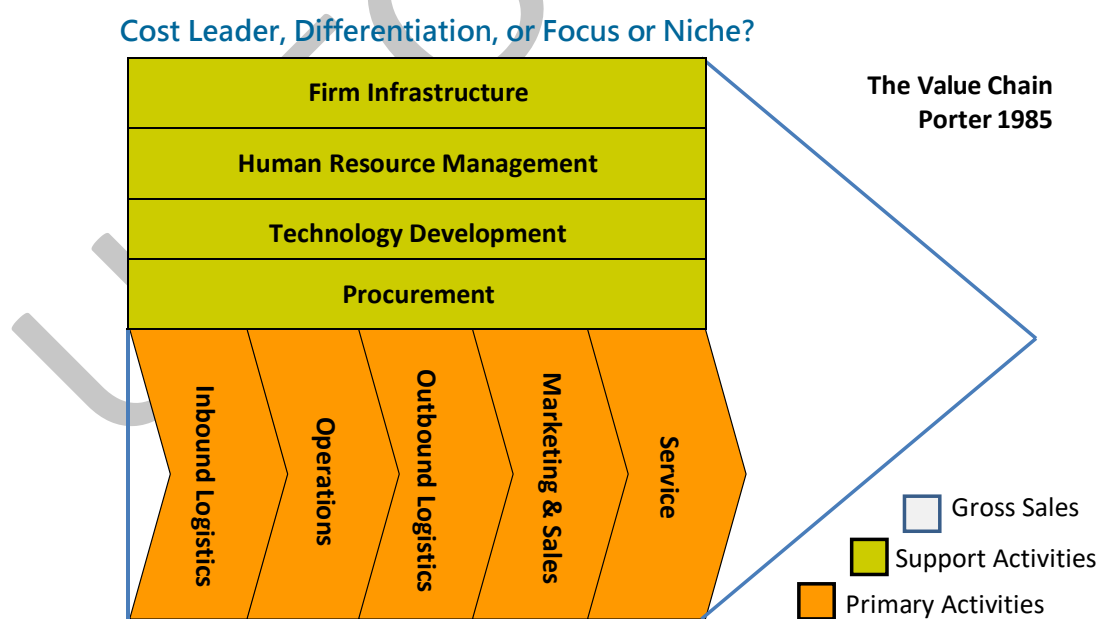 Cost Leader, Differentiation, or Focus or Niche?
The Value Chain
Porter 1985
Firm Infrastructure
Human Resource Management
Technology Development
Procurement
Inbound Logistics
Operations
Outbound Logistics
Marketing & Sales
Service
Gross Sales
Support Activities
Primary Activities